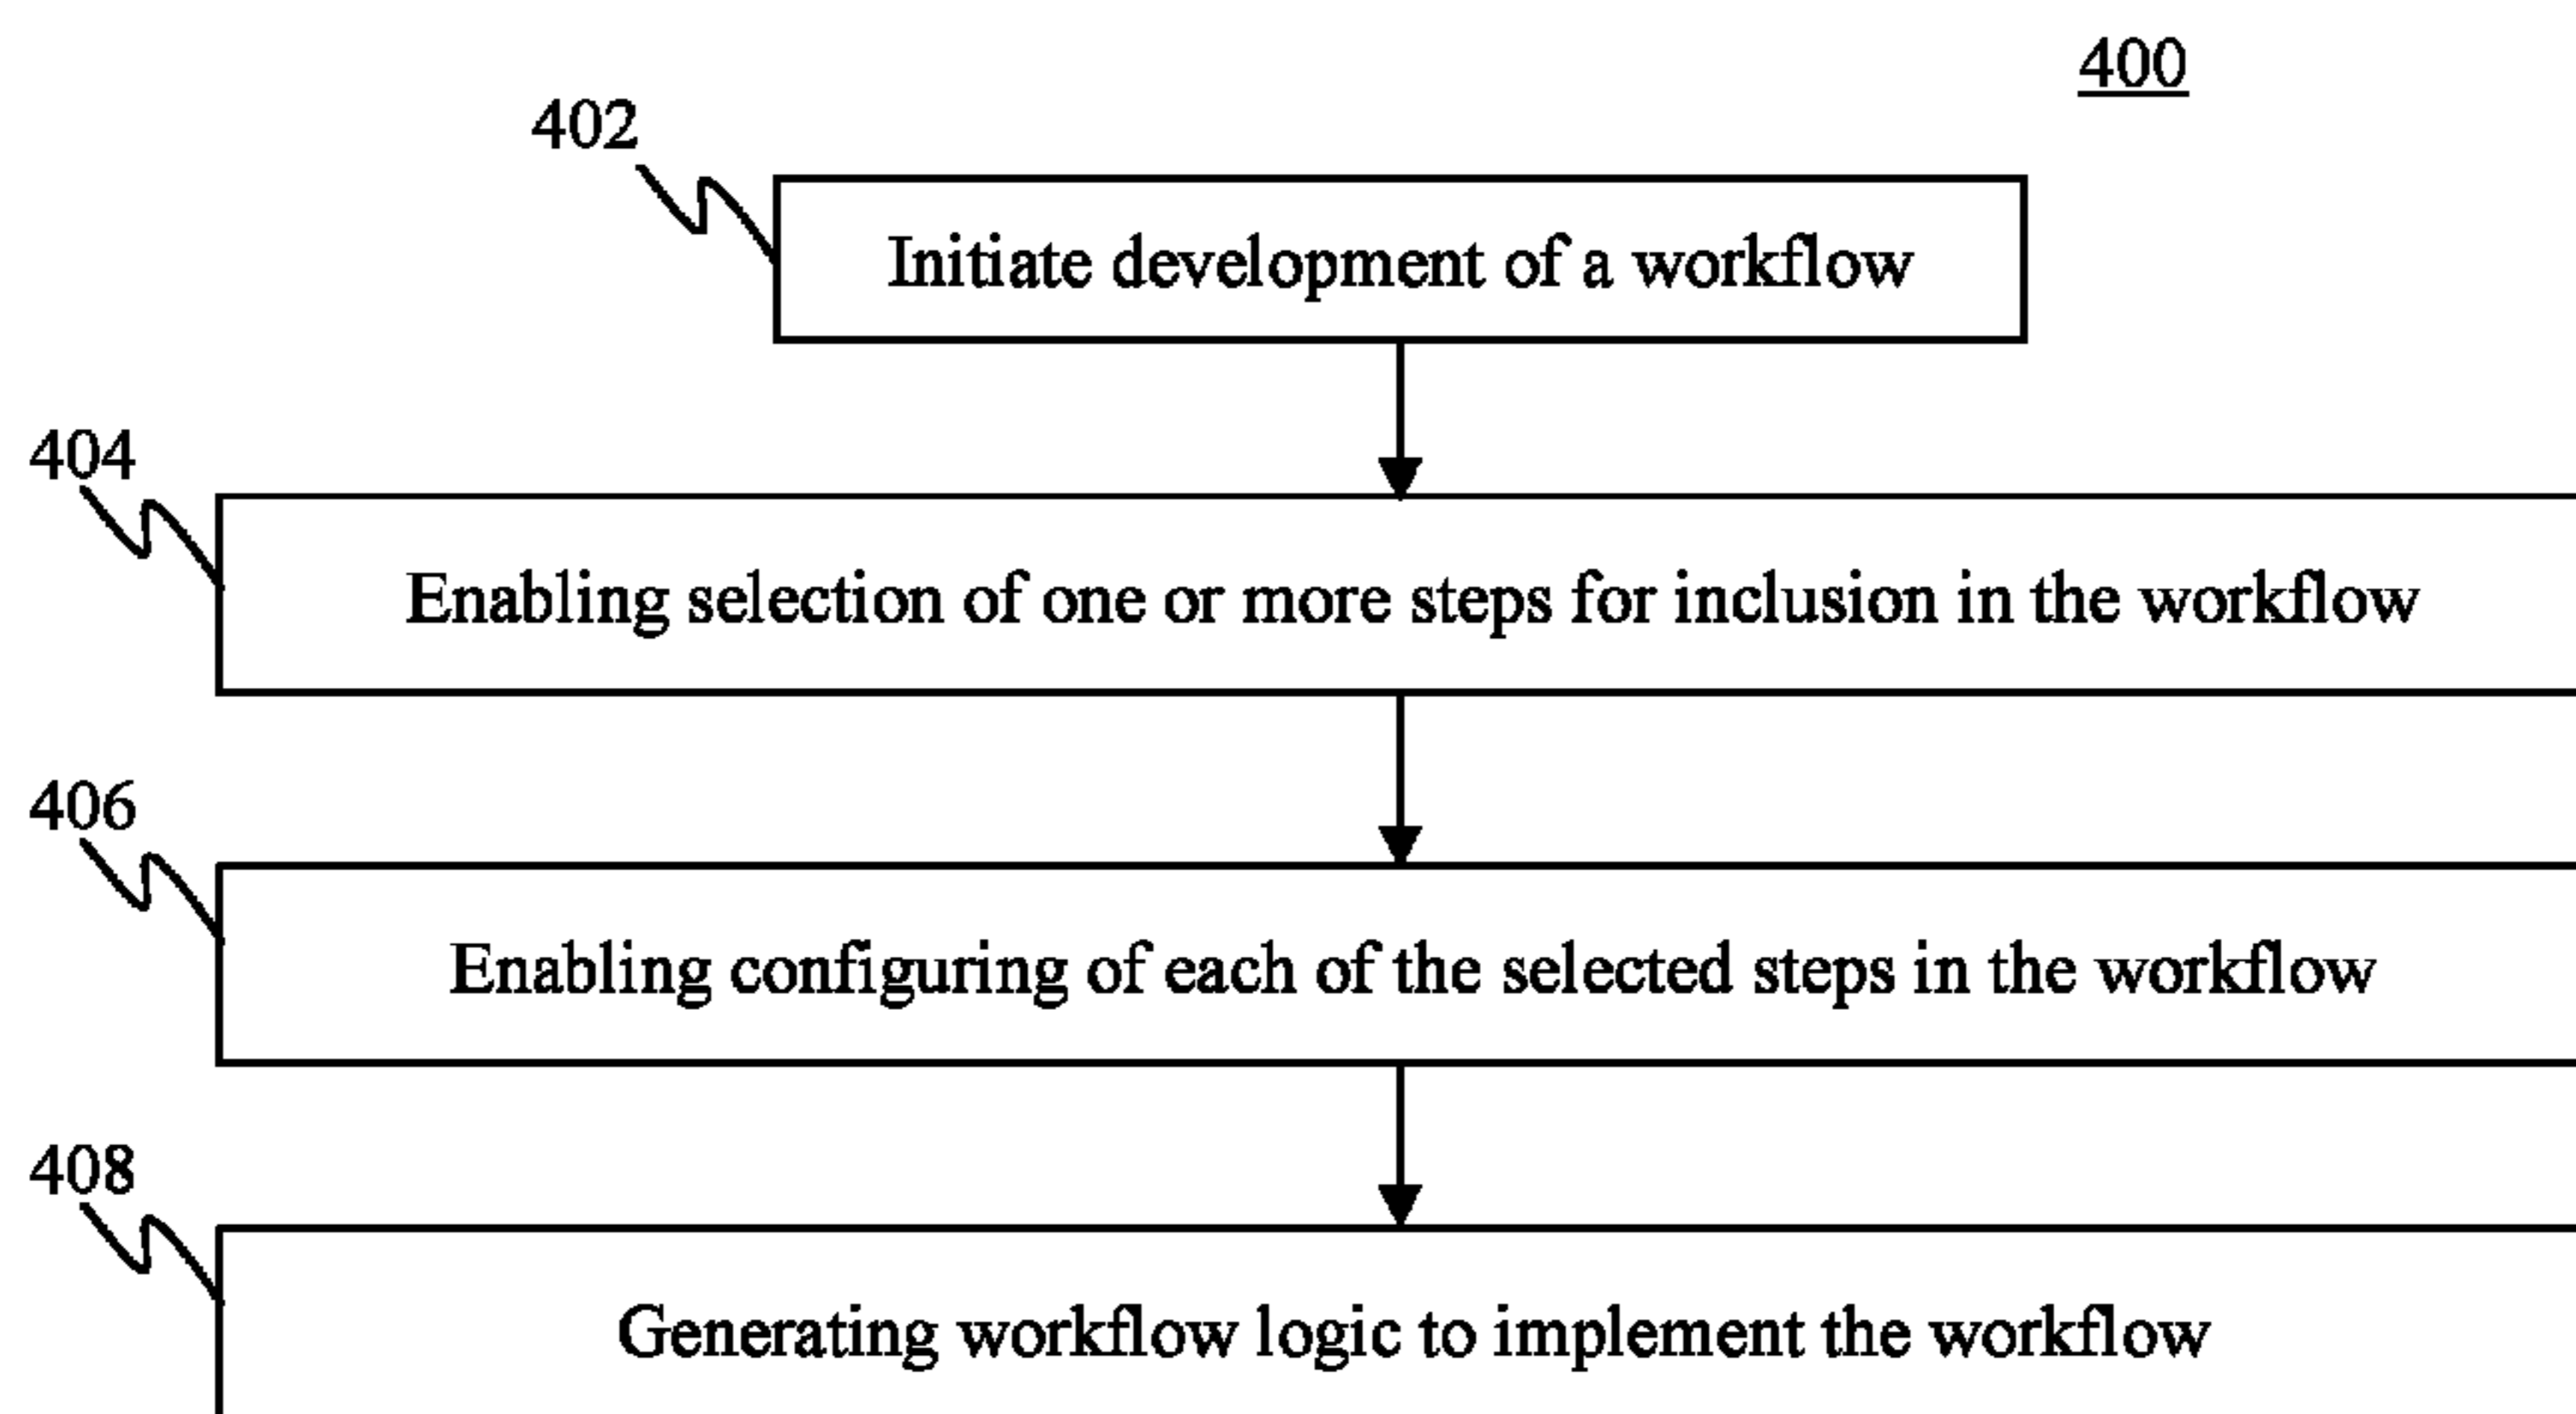 400
402
Initiate development of a workflow
404
Enabling selection of one or more steps for inclusion in the workflow
406
Enabling configuring of each of the selected steps in the workflow
408
Generating workflow logic to implement the workflow